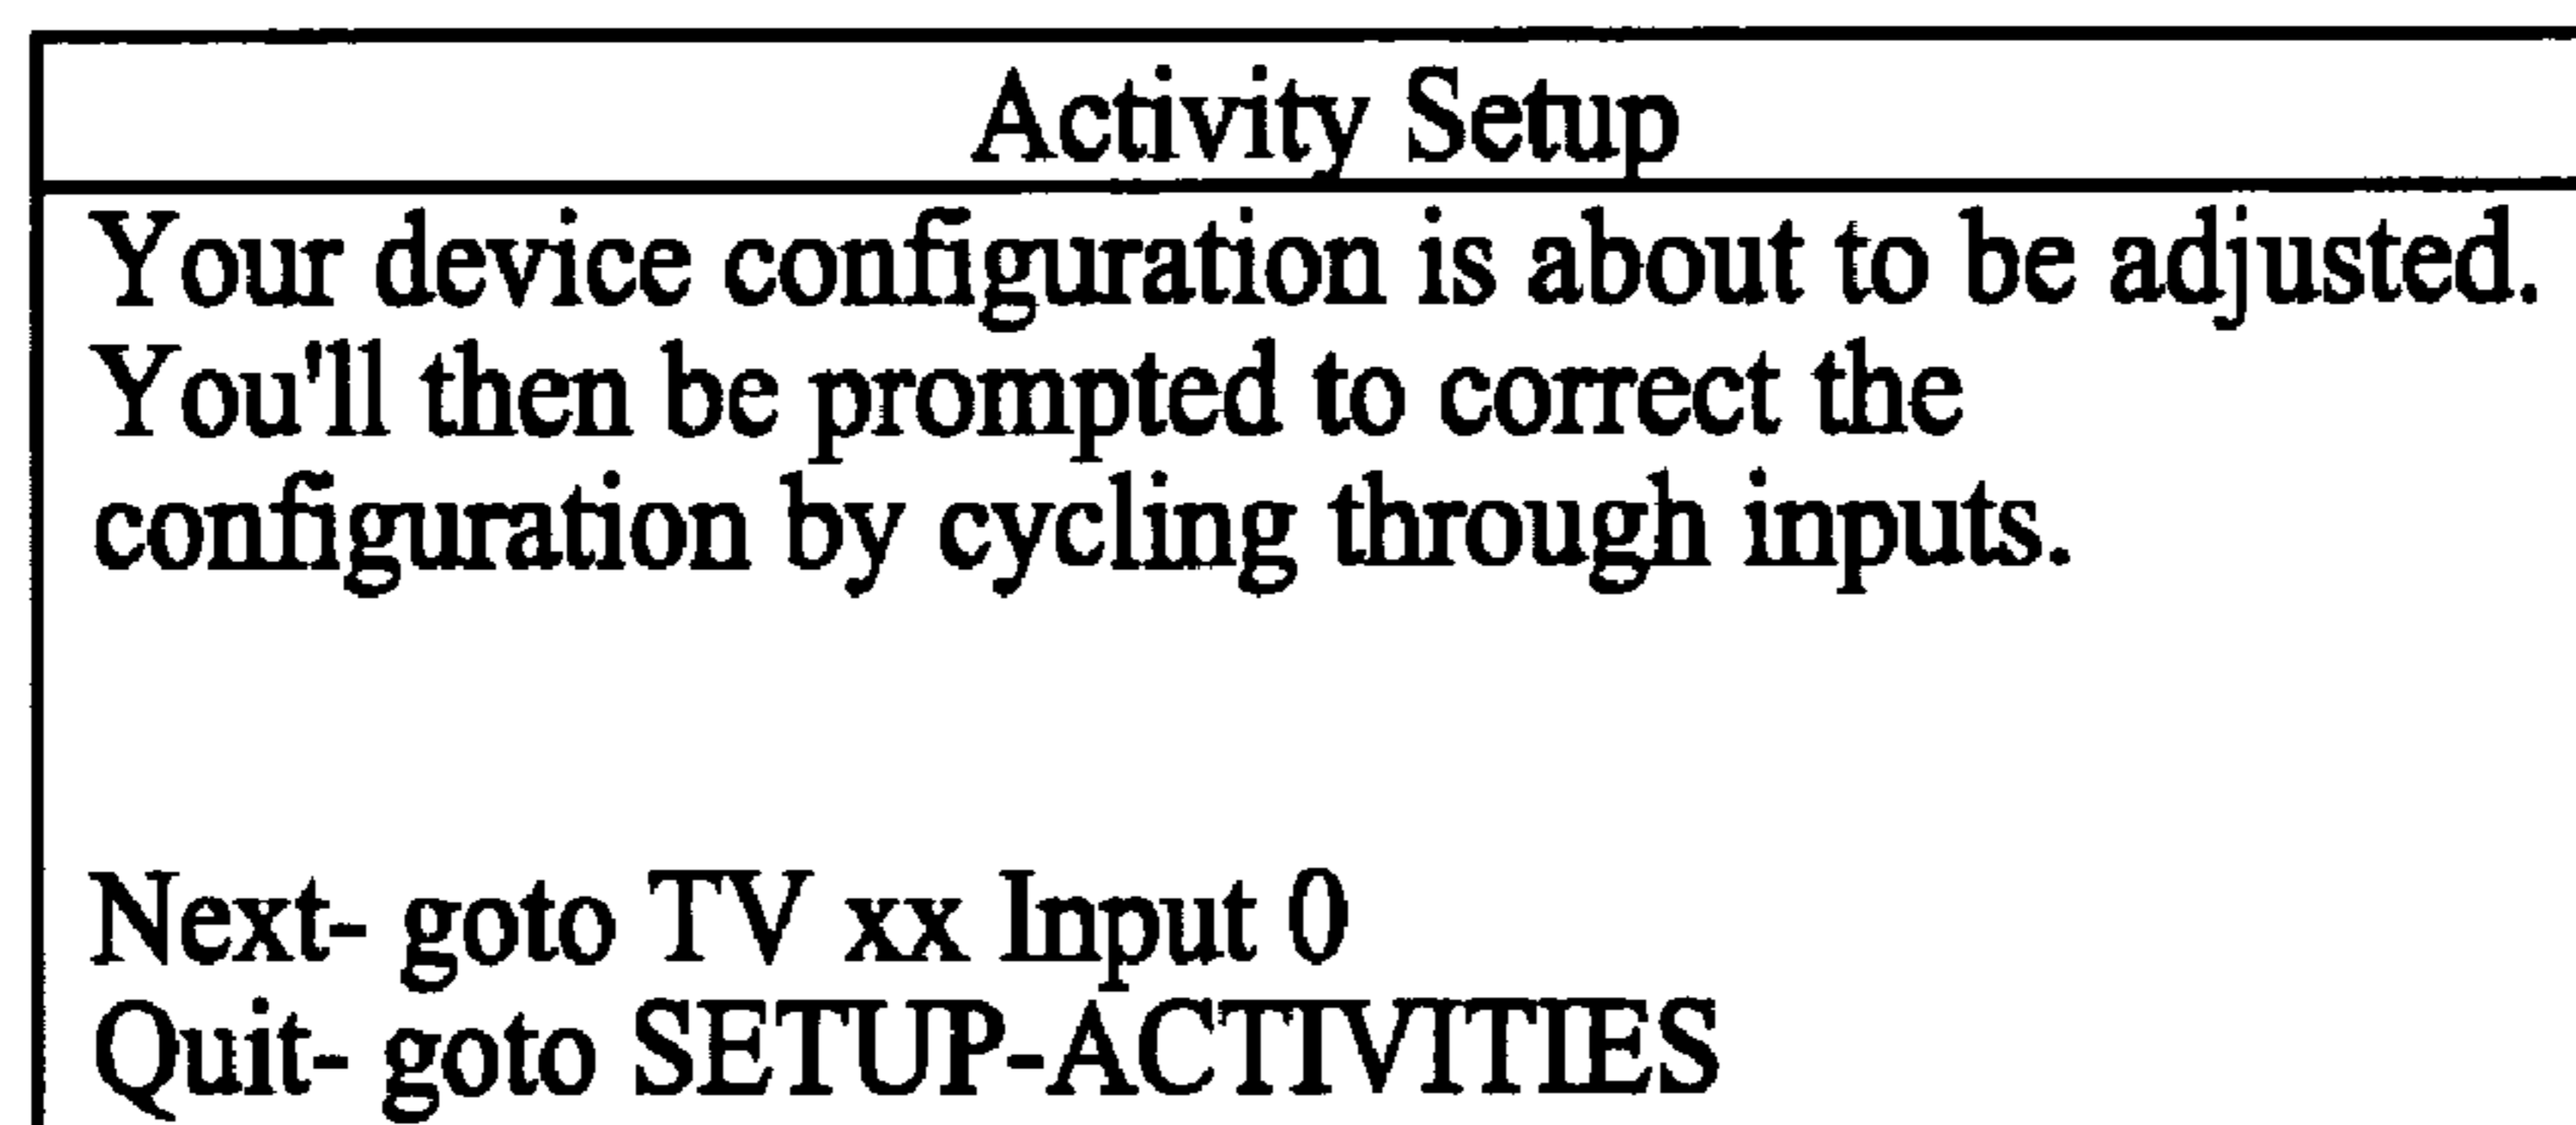 Activity Setup
Your device configuration is about to be adjusted.
You'll then be prompted to correct the
configuration by cycling through inputs.
Next- goto TV xx Input 0
Quit- goto SETUP-ACTIVITIES